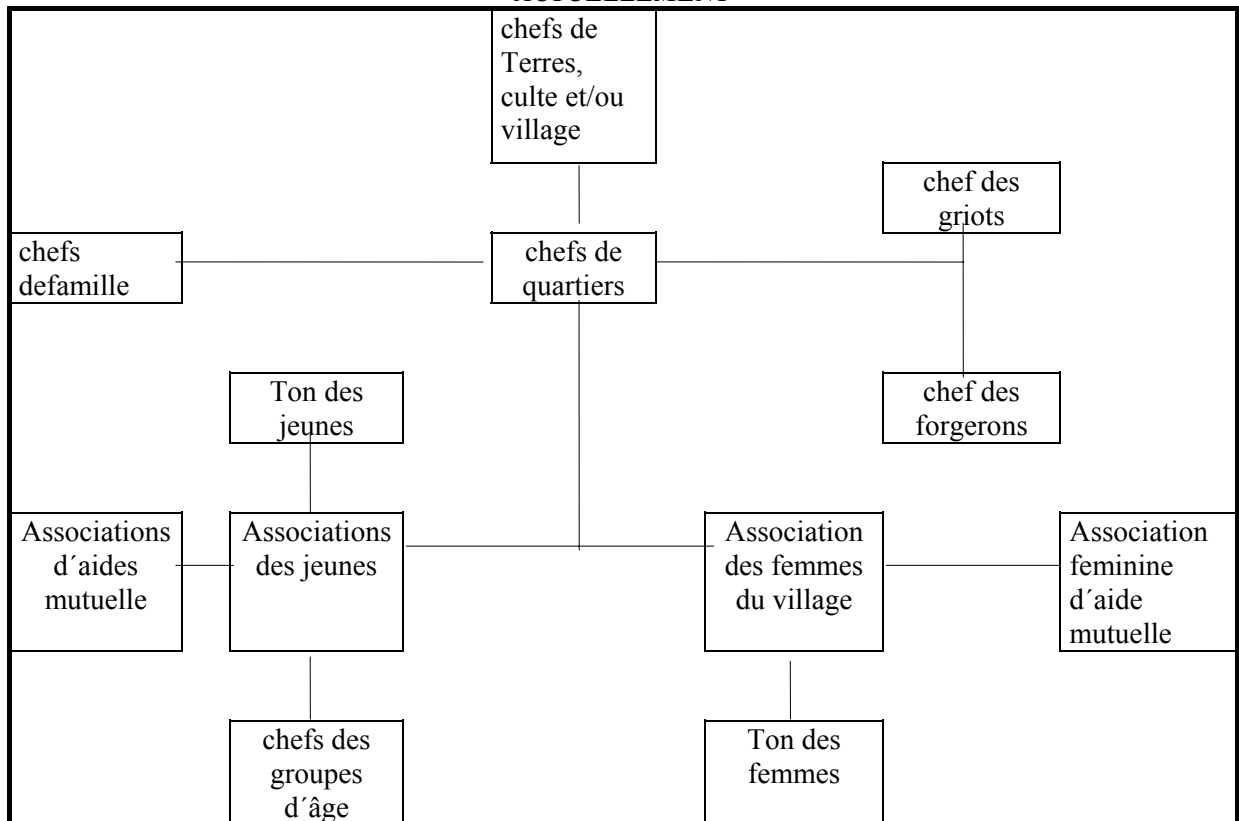 ACTUELLEMENT
chefs de
Terres,
culte et/ou
village
chef des
griots
chefs
defamille
chefs de
quartiers
Ton des
jeunes
chef des
forgerons
Associations
d´aides
mutuelle
Associations
des jeunes
Association
des femmes
du village
Association
feminine
d´aide
mutuelle
chefs des
groupes
d´âge
Ton des
femmes